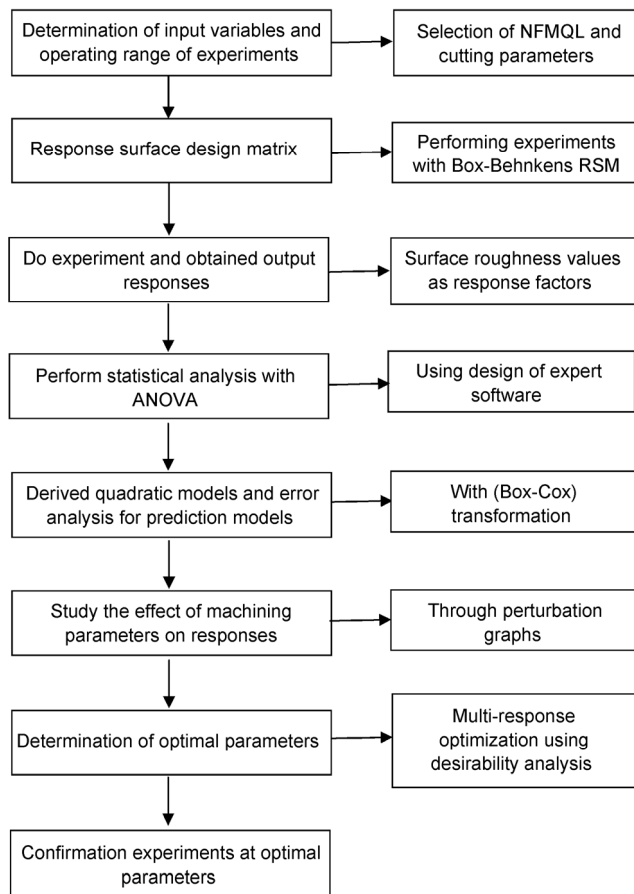 Determination of input variables and
operating range of experiments
Selection of NFMQL and
cutting parameters
Response surface design matrix
Performing experiments
with Box-Behnkens RSM
Do experiment and obtained output
responses
Surface roughness values
as response factors
Perform statistical analysis with
ANOVA
Using design of expert
software
Derived quadratic models and error
analysis for prediction models
With (Box-Cox)
transformation
Study the effect of machining
parameters on responses
Through perturbation
graphs
Determination of optimal parameters
Multi-response
optimization using
desirability analysis
Confirmation experiments at optimal
parameters